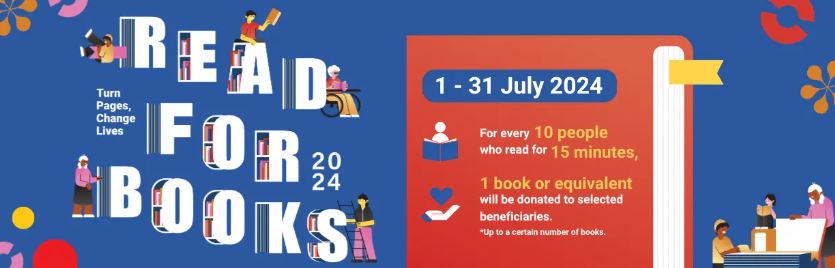 READ
FOR
BOOKS
2024
Turn
Pages,
Change
Lives
1 - 31 July 2024
For every 10 people
who read for 15 minutes,
1 book or equivalent
will be donated to selected
beneficiaries.
*Up to a certain number of books.